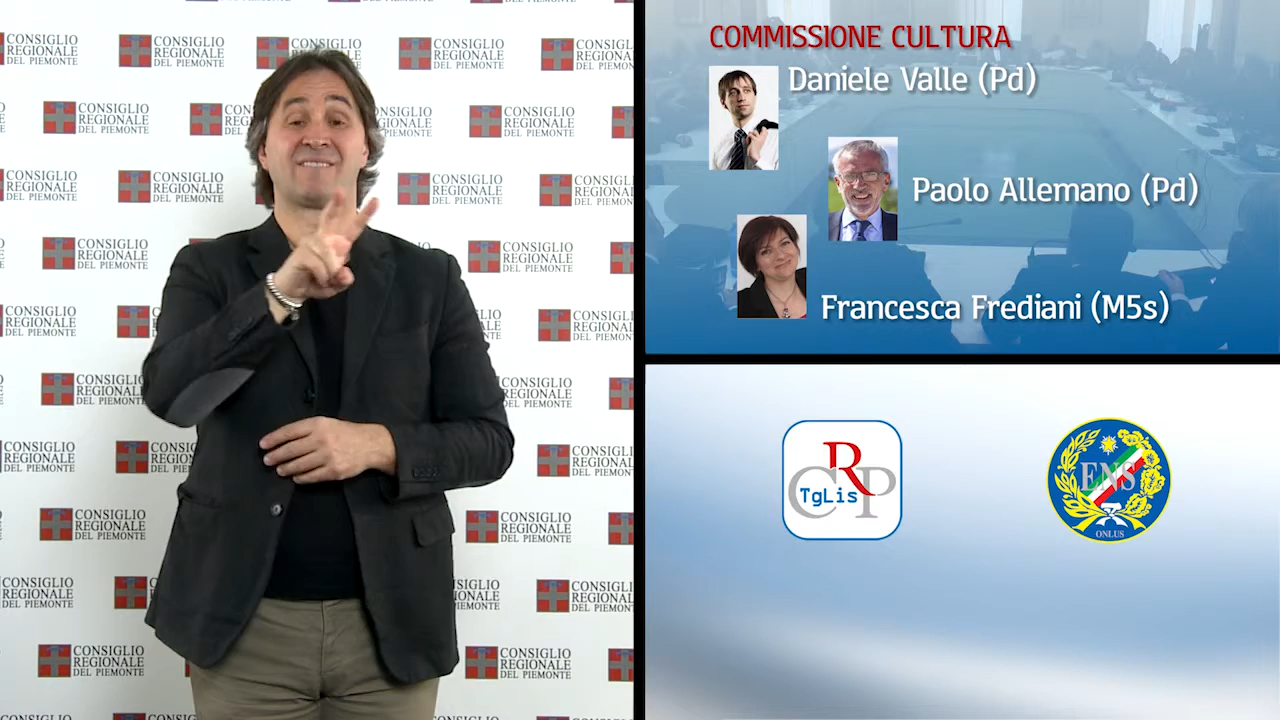 COMMISSIONE CULTURA
Daniele Valle (Pd)
Paolo Allemano (Pd)
Francesca Frediani (M5s)
CRP
TgLis
ENS
ONLUS
CONSIGLIO
REGIONALE
DEL PIEMONTE